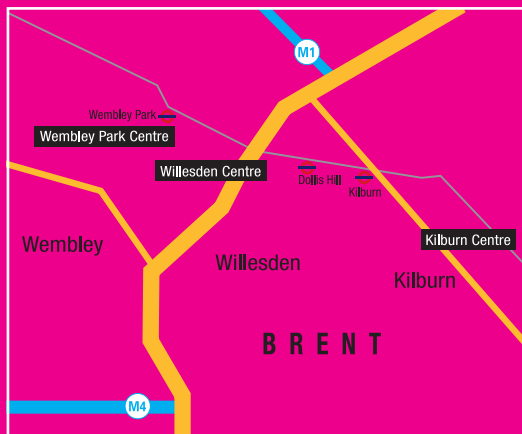 M1
Wembley Park
Wembley Park Centre
Willesden Centre
Dollis Hill
Kilburn
Kilburn Centre
Wembley
Willesden
Kilburn
BRENT
M4